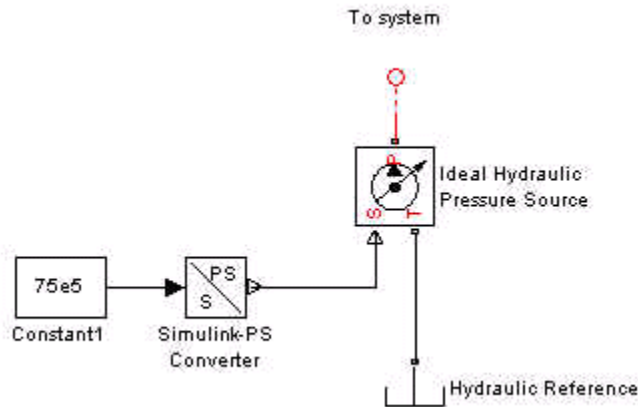 To system
P
S
T
Ideal Hydraulic
Pressure Source
75e5
PS
S
Constant1
Simulink-PS
Converter
Hydraulic Reference